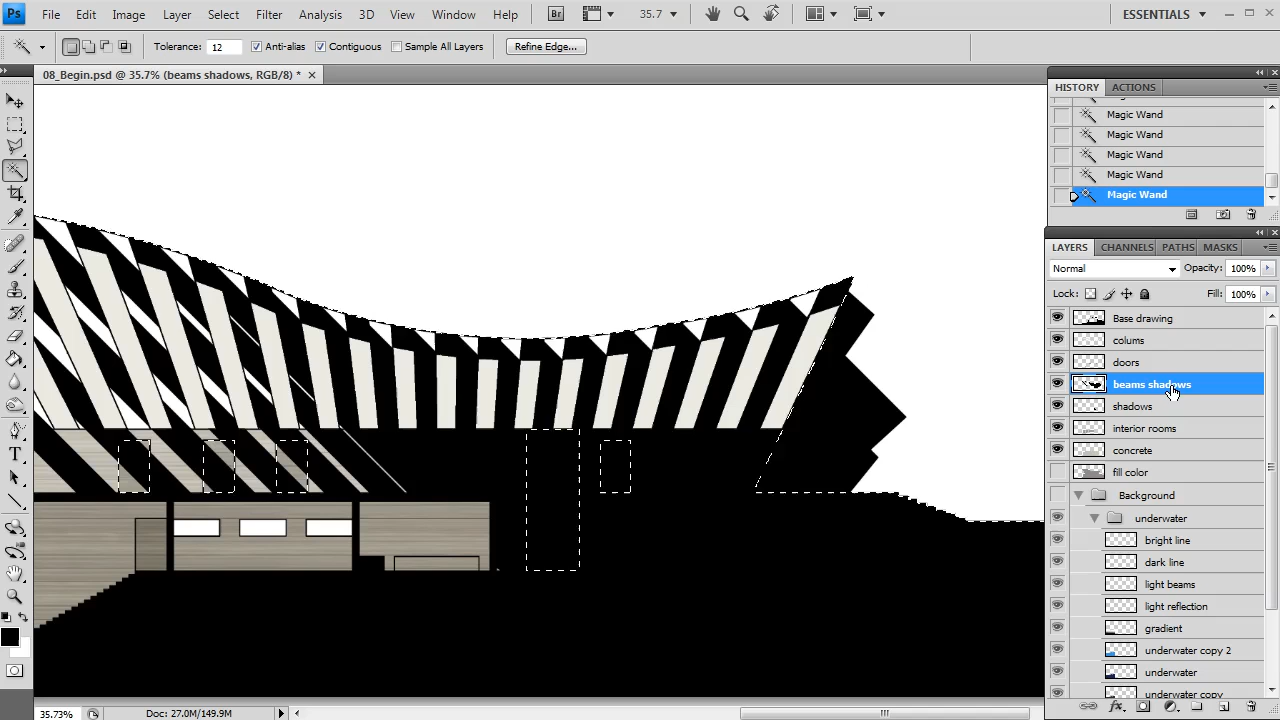 Ps File Edit Image Layer Select Filter Analysis 3D View Window Help Br 35.7 ESSENTIALS
Tolerance: 12 Anti-alias Contiguous Sample All Layers Refine Edge...
08_Begin.psd @ 35.7% (beams shadows, RGB/8) *
HISTORY ACTIONS
Magic Wand
Magic Wand
Magic Wand
Magic Wand
Magic Wand
LAYERS CHANNELS PATHS MASKS
Normal Opacity: 100%
Lock: Fill: 100%
Base drawing
colums
doors
beams shadows
shadows
interior rooms
concrete
fill color
Background
underwater
bright line
dark line
light beams
light reflection
gradient
underwater copy 2
underwater
underwater copy
T
fx
35.73% Doc: 27.0M/149.9M